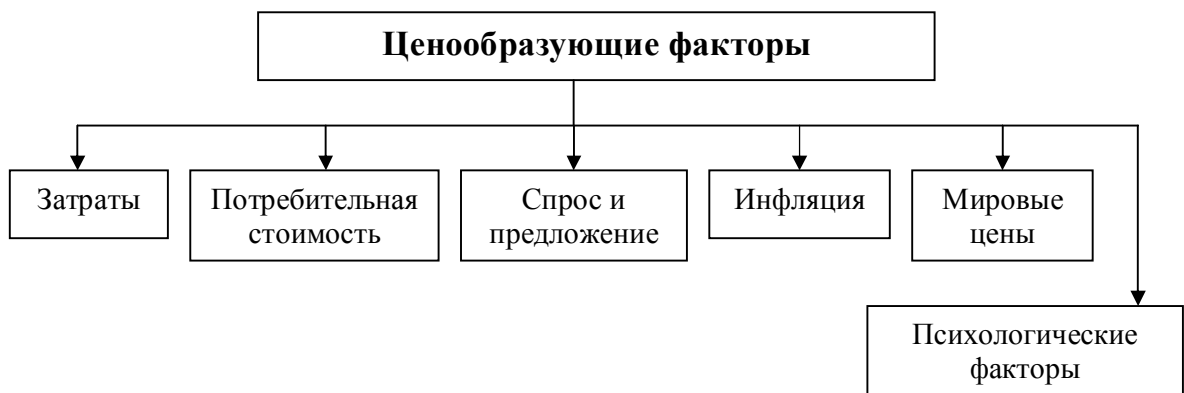 Ценообразующие факторы
Затраты
Потребительная
стоимость
Спрос и
предложение
Инфляция
Мировые
цены
Психологические
факторы